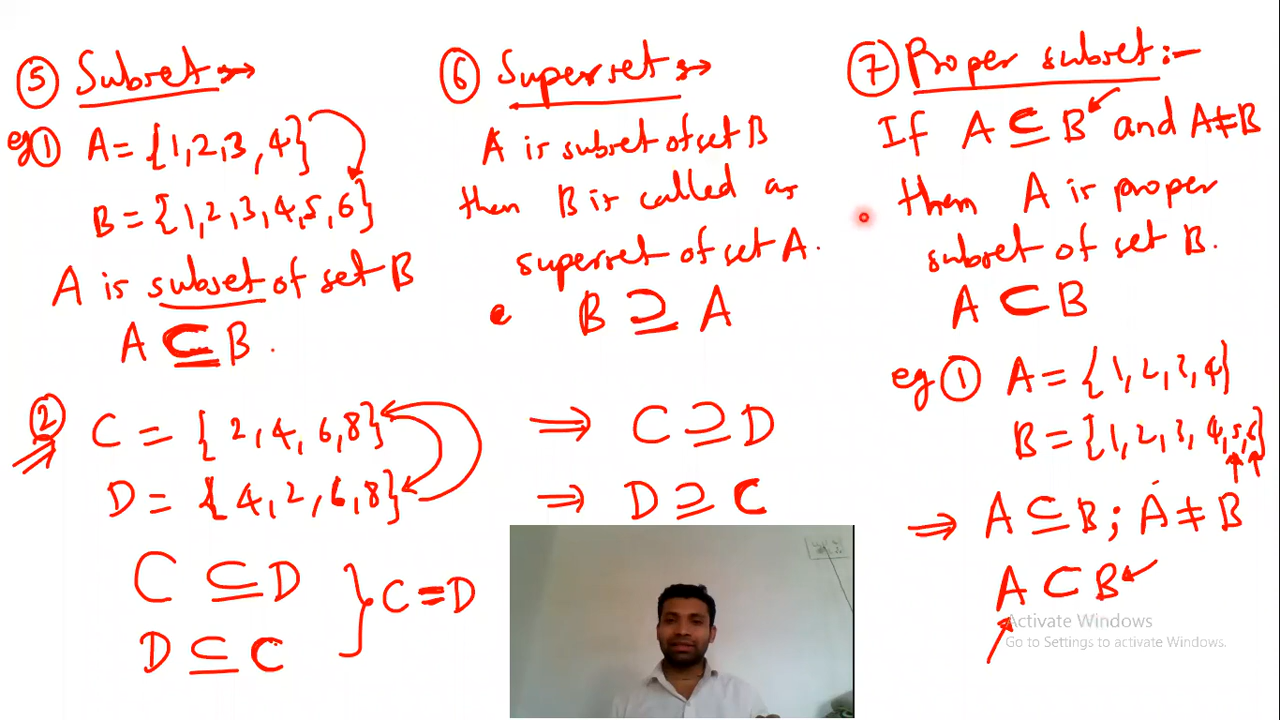 ⑤ Subset :→
eg ① A = {1,2,3,4}
B = {1,2,3,4,5,6}
A is subset of set B
A ⊆ B.
② C = {2,4,6,8}
D = {4,2,6,8}
C ⊆ D
D ⊆ C
} C = D
⑥ Superset :→
A is subset of set B
then B is called as
superset of set A.
B ⊇ A
⇒ C ⊇ D
⇒ D ⊇ C
⑦ Proper subset :-
If A ⊆ B and A ≠ B
then A is proper
subset of set B.
A ⊂ B
eg ① A = {1,2,3,4}
B = {1,2,3,4,5,6}
⇒ A ⊆ B; A ≠ B
A ⊂ B
Activate Windows
Go to Settings to activate Windows.